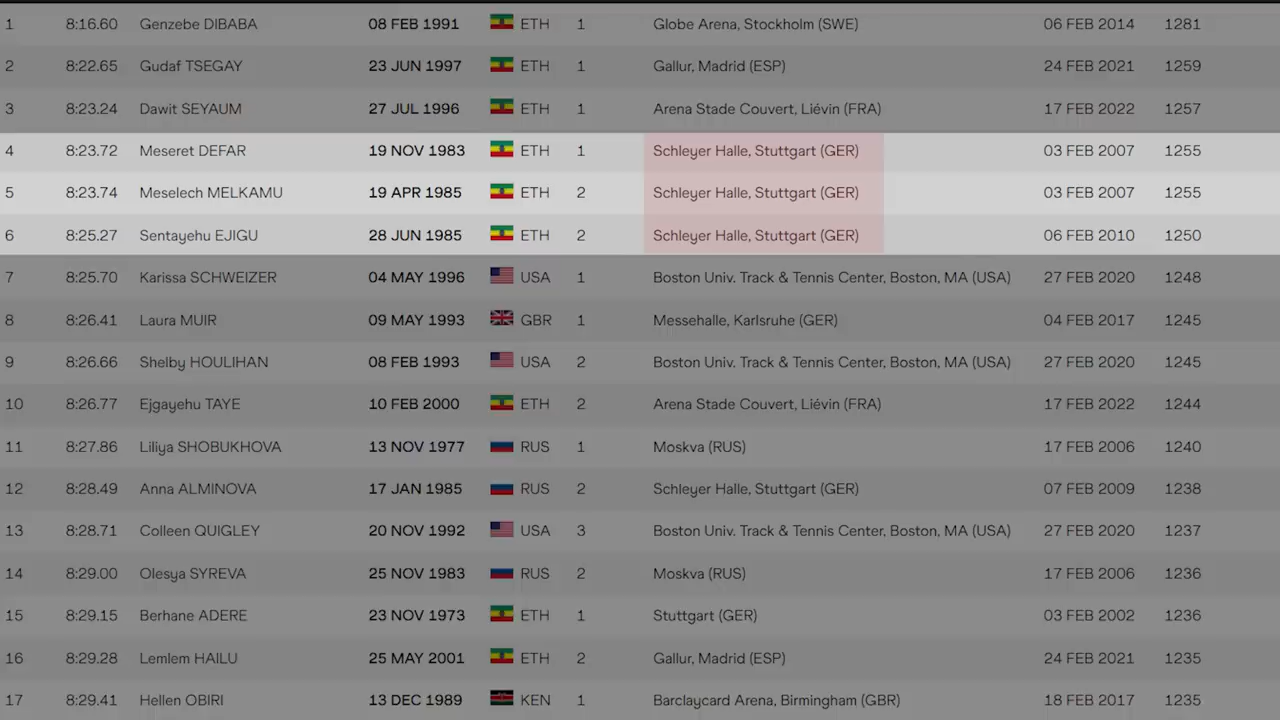 1 8:16.60 Genzebe DIBABA 08 FEB 1991 ETH 1 Globe Arena, Stockholm (SWE) 06 FEB 2014 1281
2 8:22.65 Gudaf TSEGAY 23 JUN 1997 ETH 1 Gallur, Madrid (ESP) 24 FEB 2021 1259
3 8:23.24 Dawit SEYAUM 27 JUL 1996 ETH 1 Arena Stade Couvert, Liévin (FRA) 17 FEB 2022 1257
4 8:23.72 Meseret DEFAR 19 NOV 1983 ETH 1 Schleyer Halle, Stuttgart (GER) 03 FEB 2007 1255
5 8:23.74 Meselech MELKAMU 19 APR 1985 ETH 2 Schleyer Halle, Stuttgart (GER) 03 FEB 2007 1255
6 8:25.27 Sentayehu EJIGU 28 JUN 1985 ETH 2 Schleyer Halle, Stuttgart (GER) 06 FEB 2010 1250
7 8:25.70 Karissa SCHWEIZER 04 MAY 1996 USA 1 Boston Univ. Track & Tennis Center, Boston, MA (USA) 27 FEB 2020 1248
8 8:26.41 Laura MUIR 09 MAY 1993 GBR 1 Messehalle, Karlsruhe (GER) 04 FEB 2017 1245
9 8:26.66 Shelby HOULIHAN 08 FEB 1993 USA 2 Boston Univ. Track & Tennis Center, Boston, MA (USA) 27 FEB 2020 1245
10 8:26.77 Ejgayehu TAYE 10 FEB 2000 ETH 2 Arena Stade Couvert, Liévin (FRA) 17 FEB 2022 1244
11 8:27.86 Liliya SHOBUKHOVA 13 NOV 1977 RUS 1 Moskva (RUS) 17 FEB 2006 1240
12 8:28.49 Anna ALMINOVA 17 JAN 1985 RUS 2 Schleyer Halle, Stuttgart (GER) 07 FEB 2009 1238
13 8:28.71 Colleen QUIGLEY 20 NOV 1992 USA 3 Boston Univ. Track & Tennis Center, Boston, MA (USA) 27 FEB 2020 1237
14 8:29.00 Olesya SYREVA 25 NOV 1983 RUS 2 Moskva (RUS) 17 FEB 2006 1236
15 8:29.15 Berhane ADERE 23 NOV 1973 ETH 1 Stuttgart (GER) 03 FEB 2002 1236
16 8:29.28 Lemlem HAILU 25 MAY 2001 ETH 2 Gallur, Madrid (ESP) 24 FEB 2021 1235
17 8:29.41 Hellen OBIRI 13 DEC 1989 KEN 1 Barclaycard Arena, Birmingham (GBR) 18 FEB 2017 1235